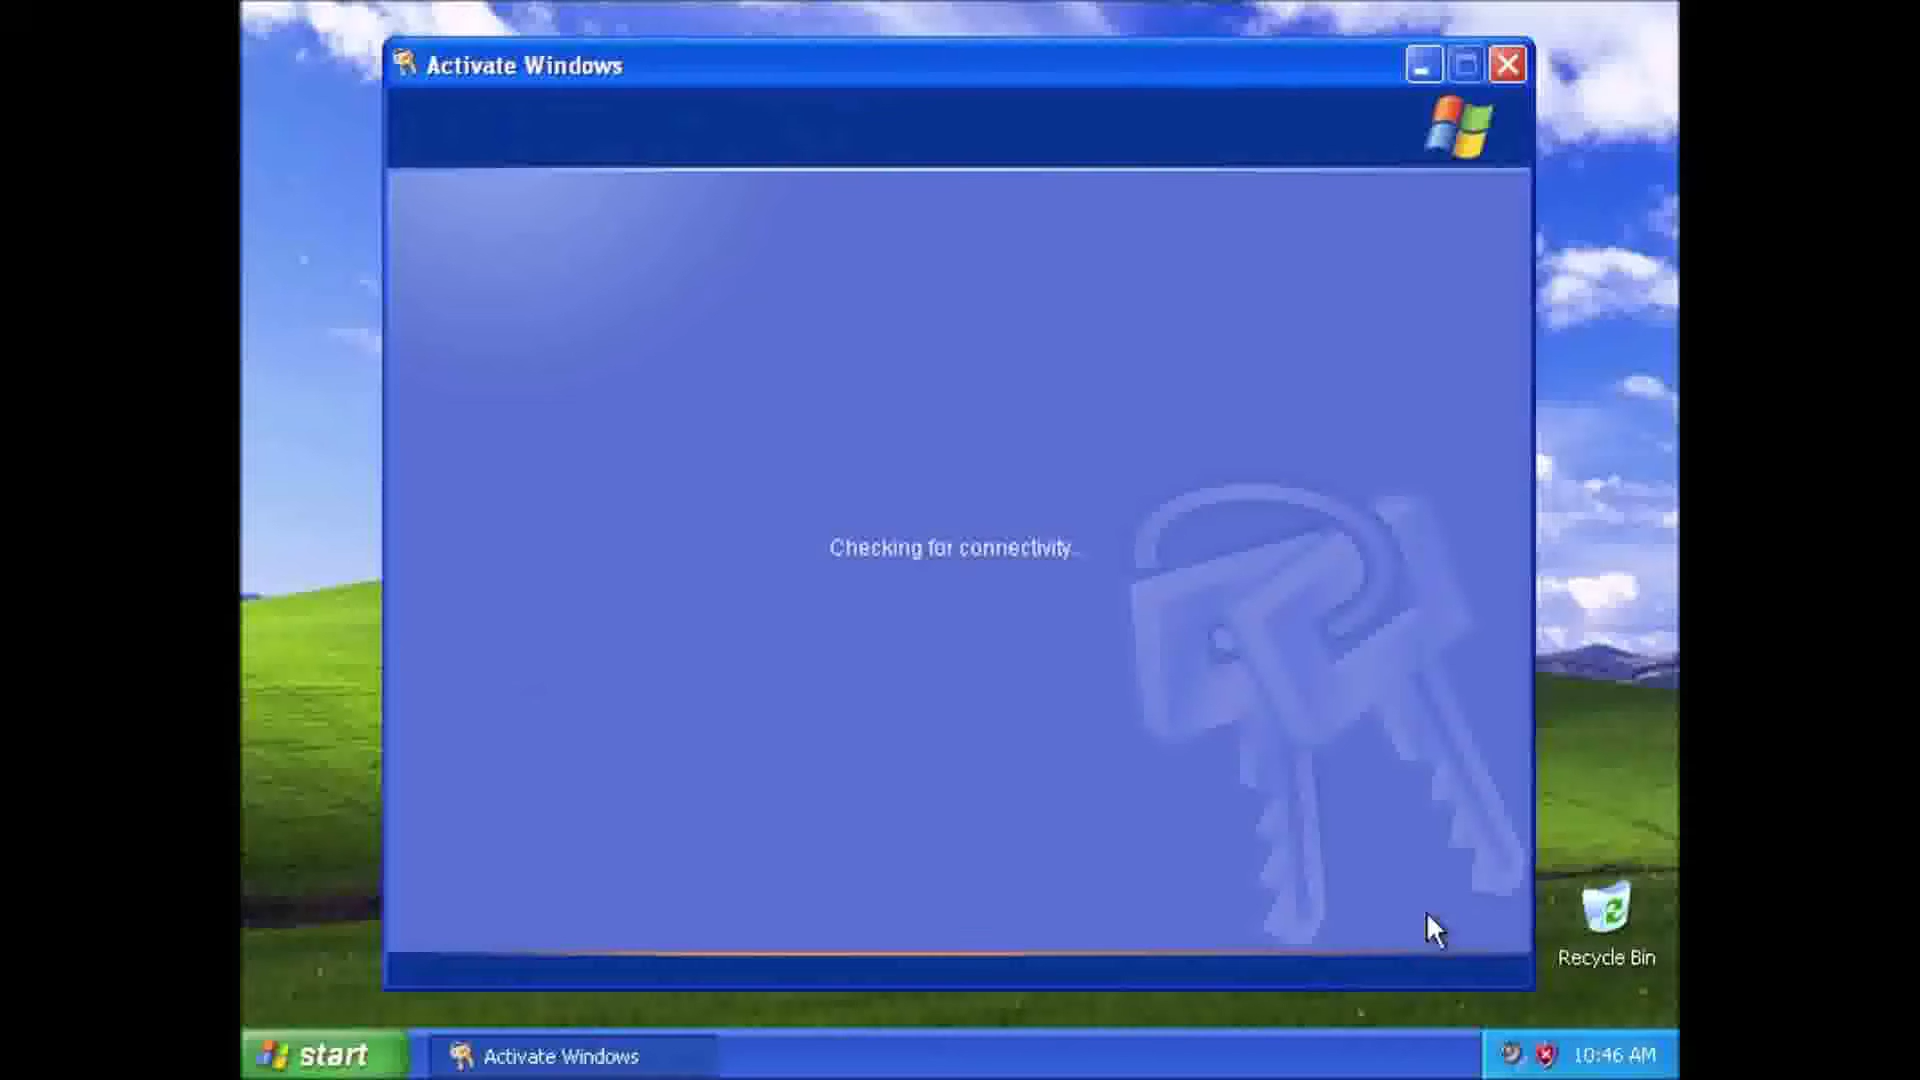 Activate Windows
Checking for connectivity...
Recycle Bin
start
Activate Windows
10:46 AM